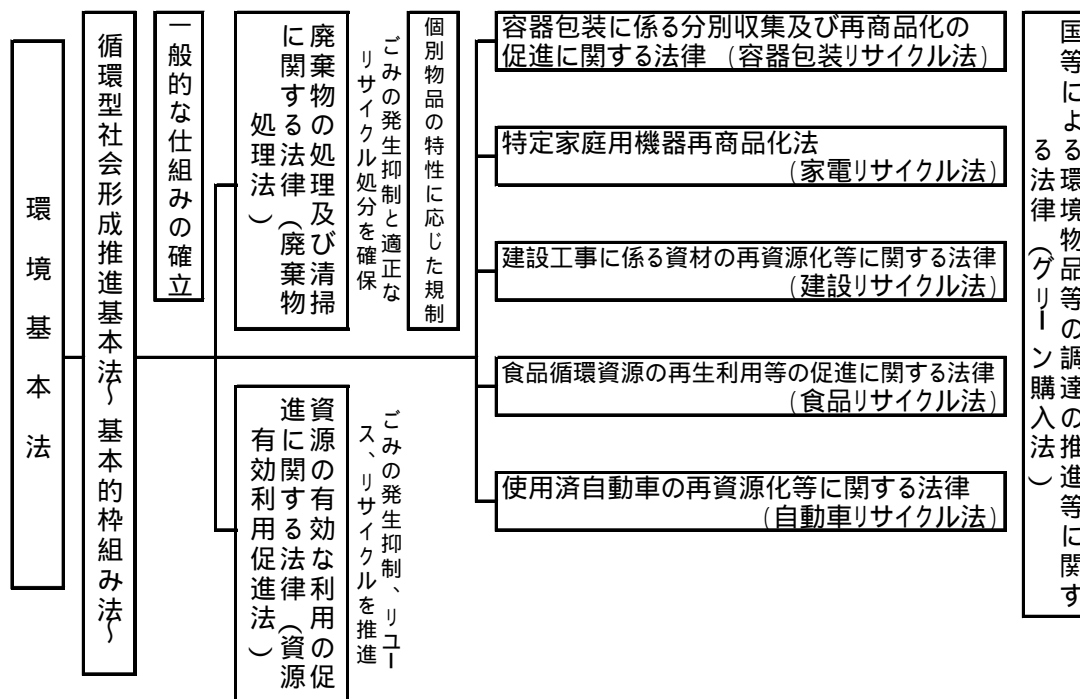 環境基本法
循環型社会形成推進基本法~基本的枠組み法~
一般的な仕組みの確立
廃棄物の処理及び清掃
に関する法律(廃棄物
処理法)
ごみの発生抑制と適正な
リサイクル処分を確保
資源の有効な利用の促
進に関する法律(資源
有効利用促進法)
ごみの発生抑制、リユー
ス、リサイクルを推進
個別物品の特性に応じた規制
容器包装に係る分別収集及び再商品化の
促進に関する法律 (容器包装リサイクル法)
特定家庭用機器再商品化法
(家電リサイクル法)
建設工事に係る資材の再資源化等に関する法律
(建設リサイクル法)
食品循環資源の再生利用等の促進に関する法律
(食品リサイクル法)
使用済自動車の再資源化等に関する法律
(自動車リサイクル法)
国等による環境物品等の調達の推進等に関す
る法律(グリーン購入法)